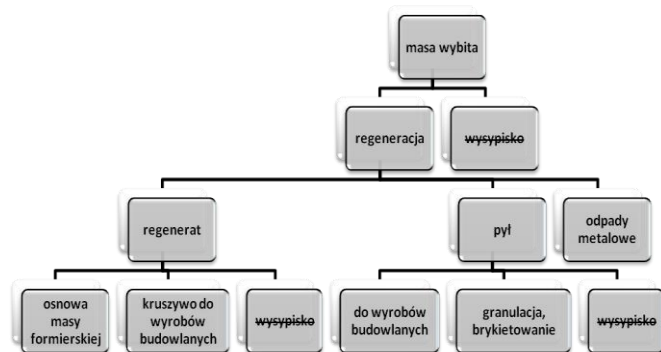 masa wybita
regeneracja
wysypisko
regenerat
pył
odpady
metalowe
osnowa
masy
formierskiej
kruszywo do
wyrobów
budowlanych
wysypisko
do wyrobów
budowlanych
granulacja,
brykietowanie
wysypisko